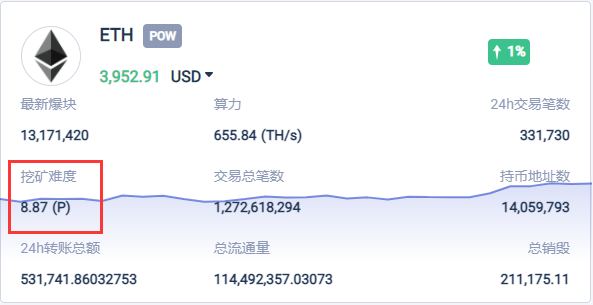 ETH POW
1%
3,952.91 USD
最新爆块 算力 24h交易笔数
13,171,420 655.84 (TH/s) 331,730
挖矿难度 交易总笔数 持币地址数
8.87 (P) 1,272,618,294 14,059,793
24h转账总额 总流通量 总销毁
531,741.86032753 114,492,357.03073 211,175.11